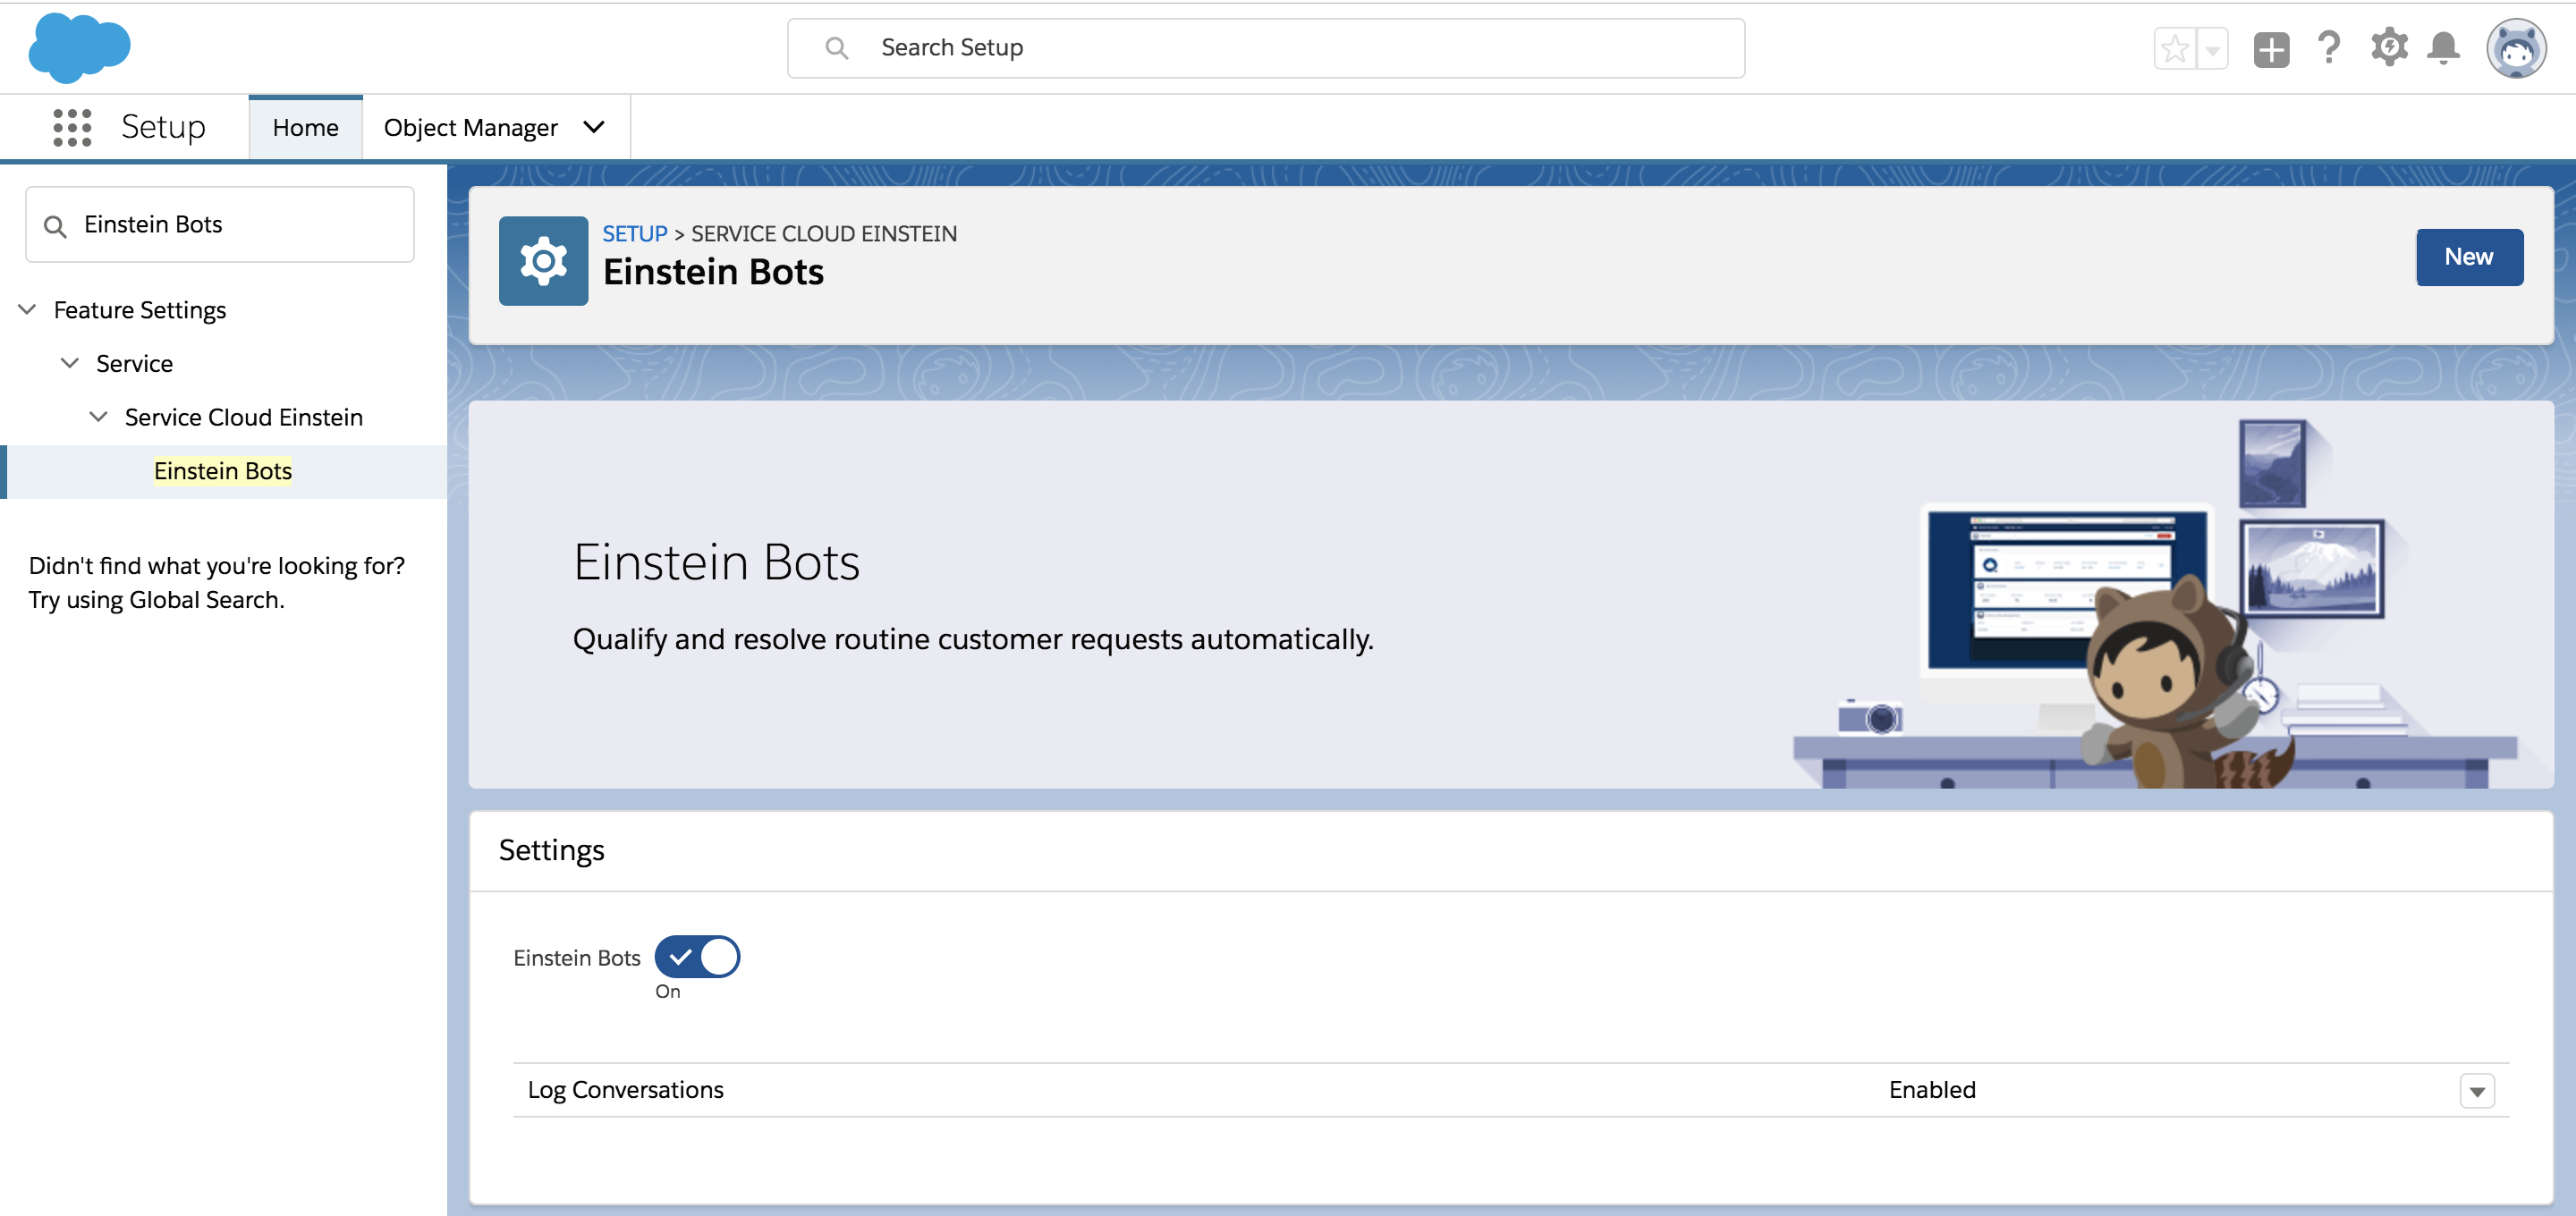 Search Setup
Setup
Home
Object Manager
Einstein Bots
Feature Settings
Service
Service Cloud Einstein
Einstein Bots
Didn't find what you're looking for?
Try using Global Search.
SETUP > SERVICE CLOUD EINSTEIN
Einstein Bots
New
Einstein Bots
Qualify and resolve routine customer requests automatically.
Settings
Einstein Bots
On
Log Conversations
Enabled